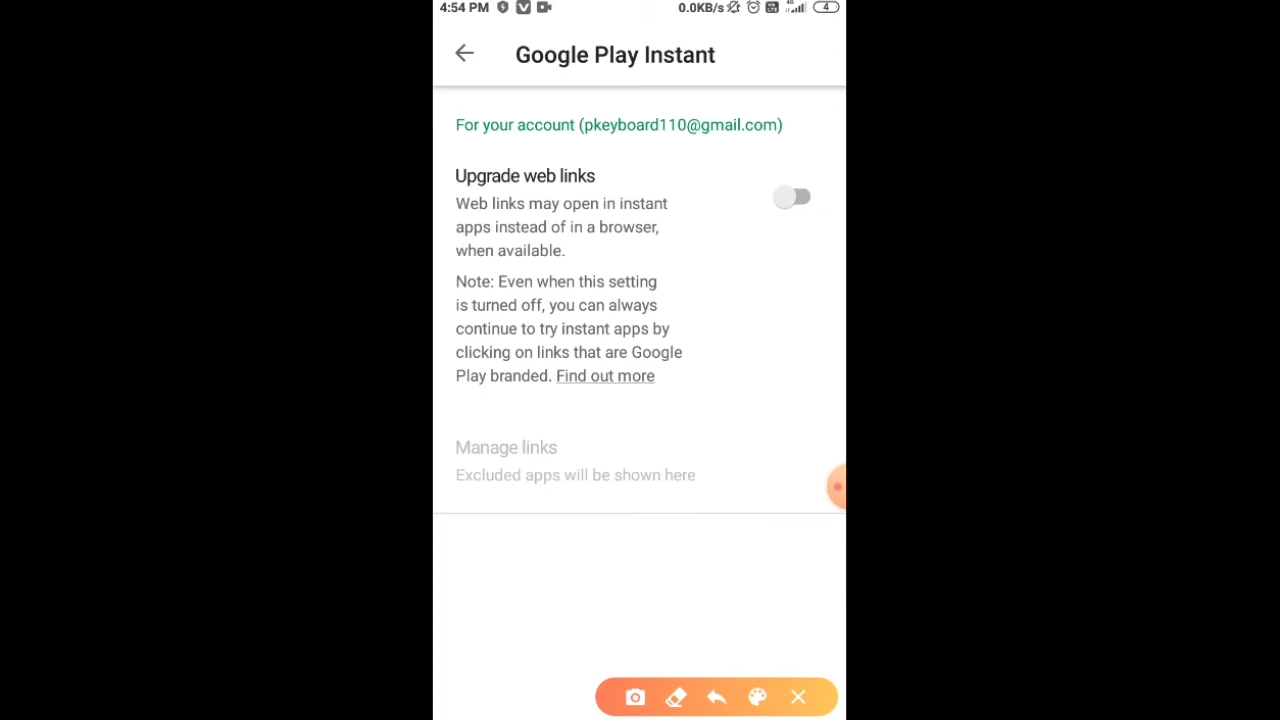 4:54 PM
0.0KB/s 4G 4
Google Play Instant
For your account (pkeyboard110@gmail.com)
Upgrade web links
Web links may open in instant
apps instead of in a browser,
when available.
Note: Even when this setting
is turned off, you can always
continue to try instant apps by
clicking on links that are Google
Play branded. Find out more
Manage links
Excluded apps will be shown here